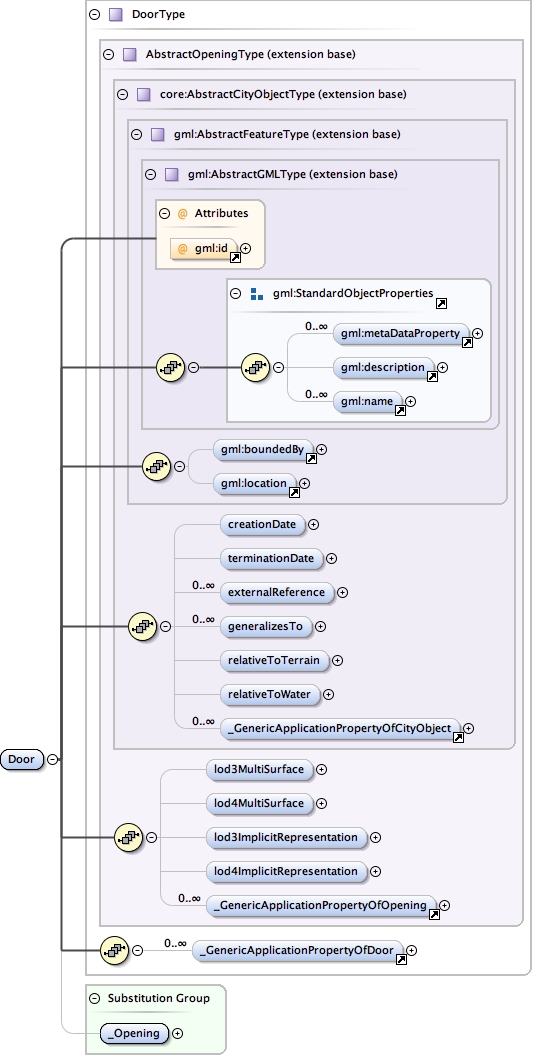 DoorType
AbstractOpeningType (extension base)
core:AbstractCityObjectType (extension base)
gml:AbstractFeatureType (extension base)
gml:AbstractGMLType (extension base)
@ Attributes
@ gml:id
gml:StandardObjectProperties
0..∞
gml:metaDataProperty
gml:description
0..∞
gml:name
gml:boundedBy
gml:location
creationDate
terminationDate
0..∞
externalReference
0..∞
generalizesTo
relativeToTerrain
relativeToWater
0..∞
_GenericApplicationPropertyOfCityObject
Door
lod3MultiSurface
lod4MultiSurface
lod3ImplicitRepresentation
lod4ImplicitRepresentation
0..∞
_GenericApplicationPropertyOfOpening
0..∞
_GenericApplicationPropertyOfDoor
Substitution Group
_Opening